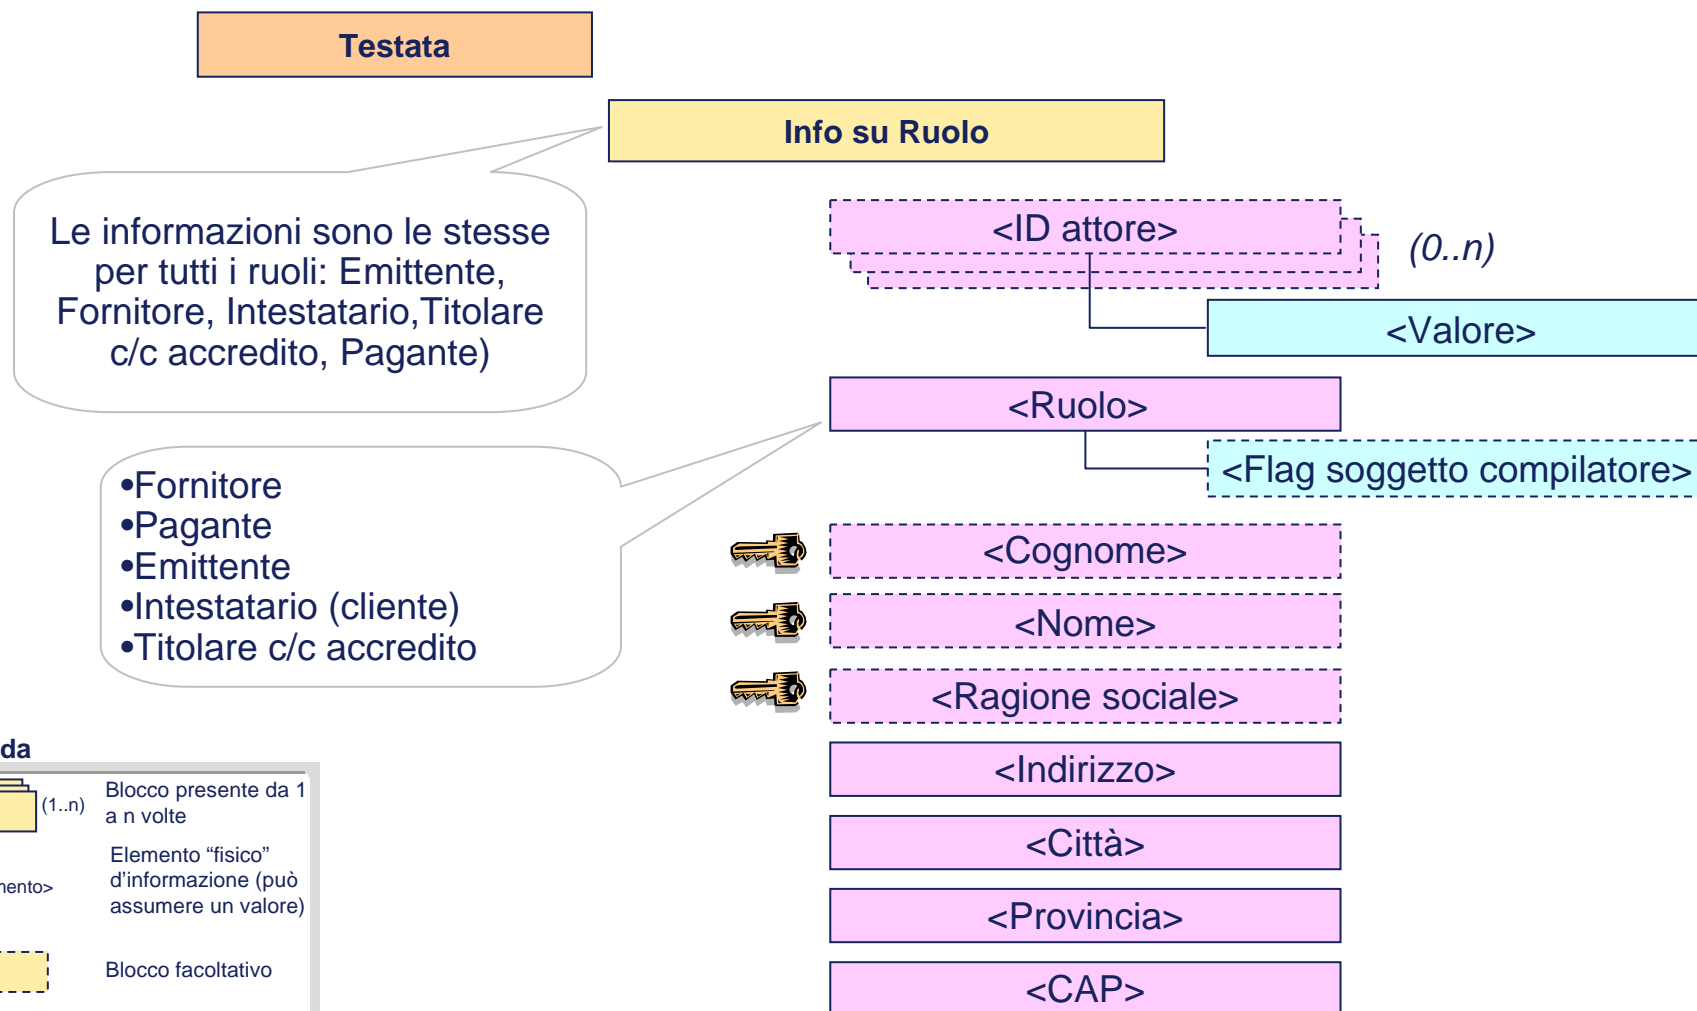 Testata
Info su Ruolo
Le informazioni sono le stesse
per tutti i ruoli: Emittente,
Fornitore, Intestatario,Titolare
c/c accredito, Pagante)
<ID attore>
(0..n)
<Valore>
<Ruolo>
<Flag soggetto compilatore>
•Fornitore
•Pagante
•Emittente
•Intestatario (cliente)
•Titolare c/c accredito
<Cognome>
<Nome>
<Ragione sociale>
<Indirizzo>
<Città>
<Provincia>
<CAP>
da
(1..n)
Blocco presente da 1
a n volte
mento>
Elemento “fisico”
d’informazione (può
assumere un valore)
Blocco facoltativo